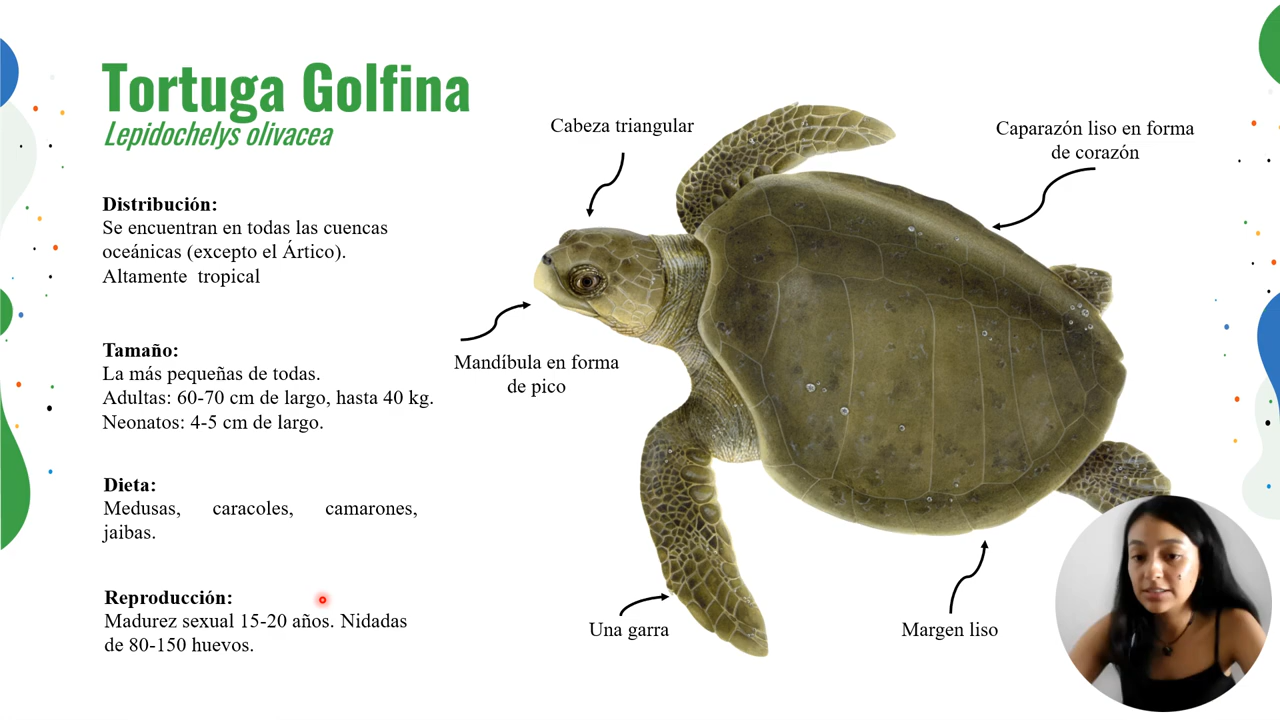 Tortuga Golfina
Lepidochelys olivacea
Distribución:
Se encuentran en todas las cuencas
oceánicas (excepto el Ártico).
Altamente tropical
Tamaño:
La más pequeñas de todas.
Adultas: 60-70 cm de largo, hasta 40 kg.
Neonatos: 4-5 cm de largo.
Dieta:
Medusas, caracoles, camarones,
jaibas.
Reproducción:
Madurez sexual 15-20 años. Nidadas
de 80-150 huevos.
Cabeza triangular
Caparazón liso en forma
de corazón
Mandíbula en forma
de pico
Una garra
Margen liso